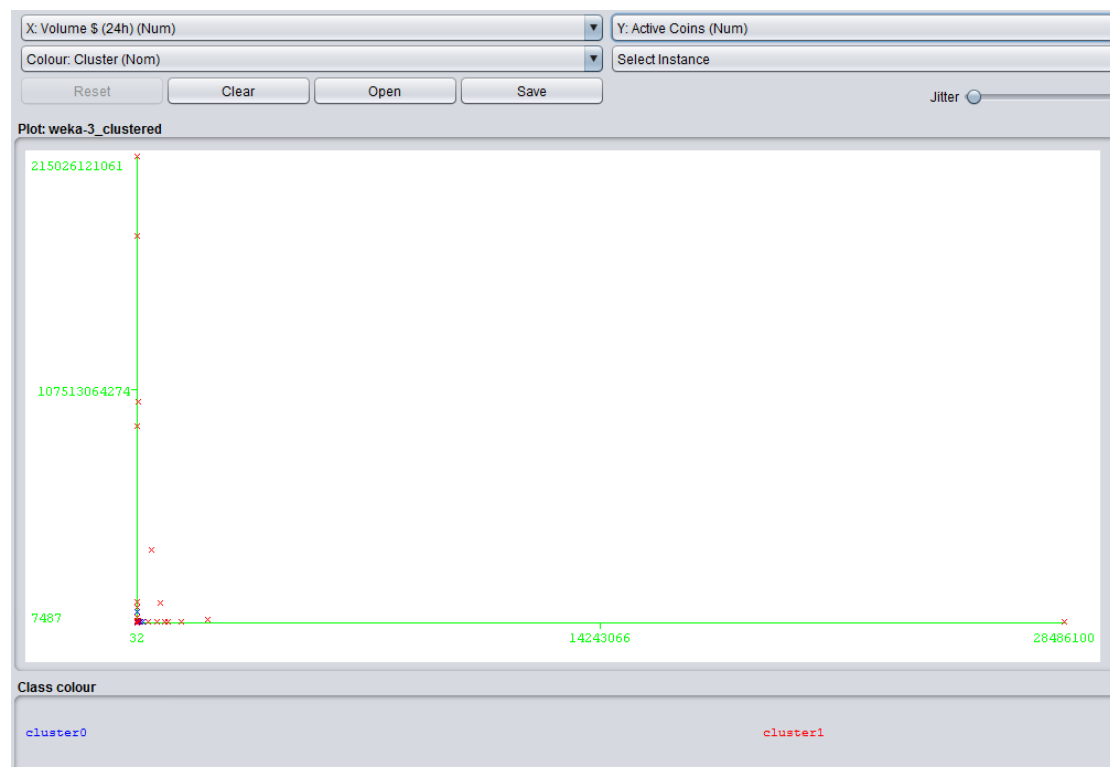 X: Volume $ (24h) (Num) Y: Active Coins (Num)
Colour: Cluster (Nom) Select Instance
Reset Clear Open Save Jitter
Plot: weka-3_clustered
215026121061
107513064274
7487
32 14243066 28486100
Class colour
cluster0 cluster1